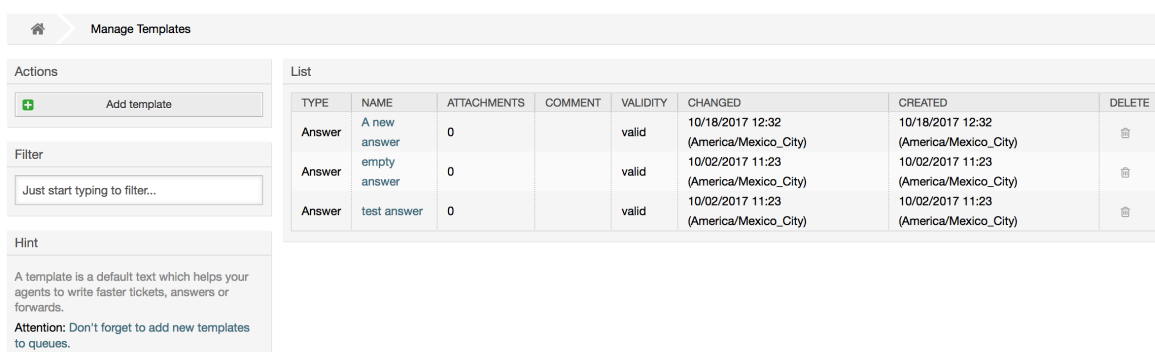 Manage Templates
Actions
Add template
Filter
Just start typing to filter...
Hint
A template is a default text which helps your
agents to write faster tickets, answers or
forwards.
Attention: Don't forget to add new templates
to queues.
List
TYPE NAME ATTACHMENTS COMMENT VALIDITY CHANGED CREATED DELETE
Answer A new answer 0 valid 10/18/2017 12:32 (America/Mexico_City) 10/18/2017 12:32 (America/Mexico_City)
Answer empty answer 0 valid 10/02/2017 11:23 (America/Mexico_City) 10/02/2017 11:23 (America/Mexico_City)
Answer test answer 0 valid 10/02/2017 11:23 (America/Mexico_City) 10/02/2017 11:23 (America/Mexico_City)